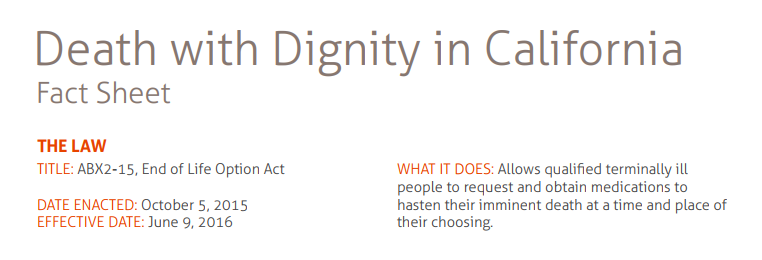 Death with Dignity in California
Fact Sheet
THE LAW
TITLE: ABX2-15, End of Life Option Act
DATE ENACTED: October 5, 2015
EFFECTIVE DATE: June 9, 2016
WHAT IT DOES: Allows qualified terminally ill
people to request and obtain medications to
hasten their imminent death at a time and place of
their choosing.